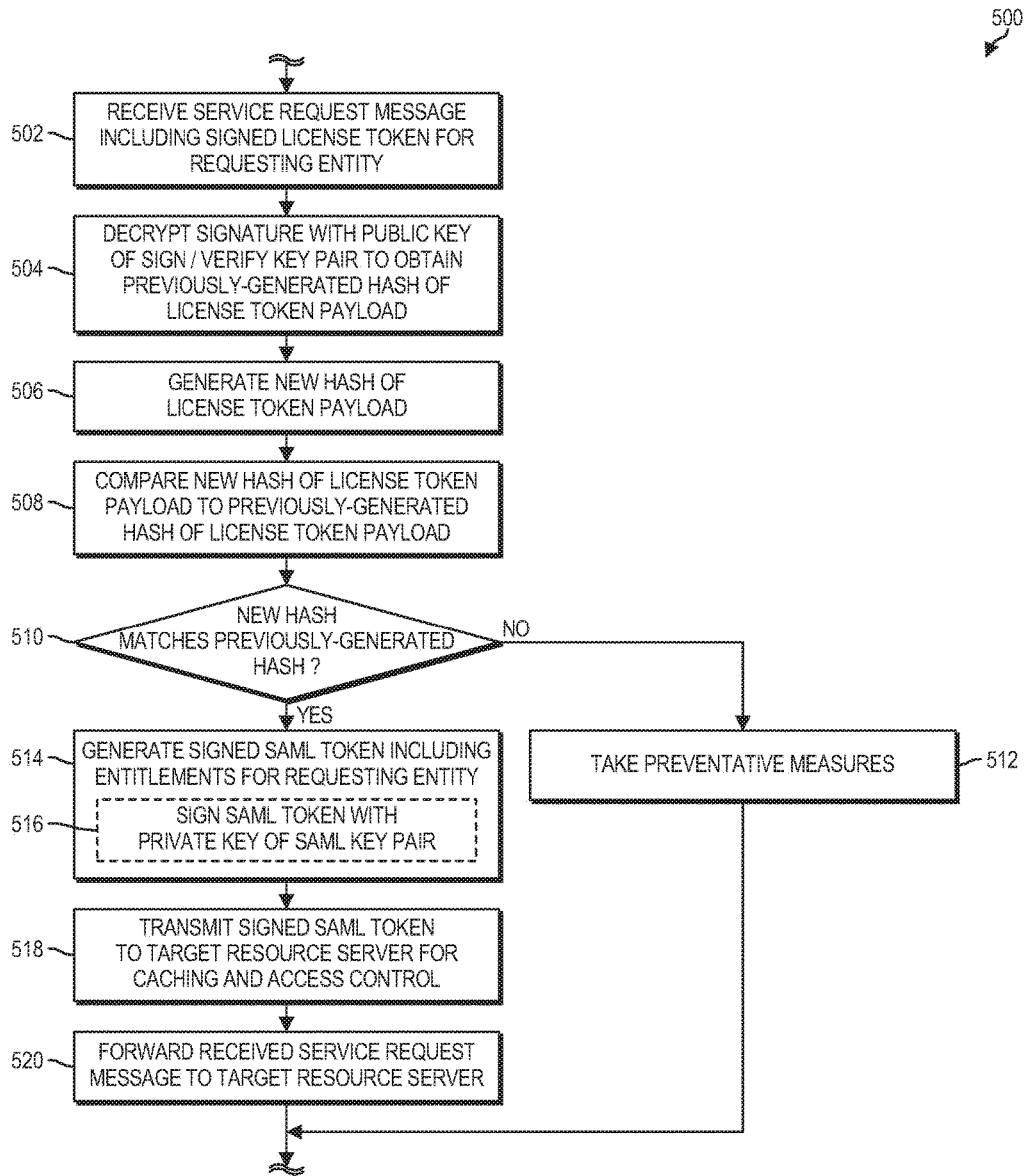 500
502
RECEIVE SERVICE REQUEST MESSAGE
INCLUDING SIGNED LICENSE TOKEN FOR
REQUESTING ENTITY
504
DECRYPT SIGNATURE WITH PUBLIC KEY
OF SIGN / VERIFY KEY PAIR TO OBTAIN
PREVIOUSLY-GENERATED HASH OF
LICENSE TOKEN PAYLOAD
506
GENERATE NEW HASH OF
LICENSE TOKEN PAYLOAD
508
COMPARE NEW HASH OF LICENSE TOKEN
PAYLOAD TO PREVIOUSLY-GENERATED
HASH OF LICENSE TOKEN PAYLOAD
510
NEW HASH
MATCHES PREVIOUSLY-GENERATED
HASH ?
NO
YES
514
GENERATE SIGNED SAML TOKEN INCLUDING
ENTITLEMENTS FOR REQUESTING ENTITY
516
SIGN SAML TOKEN WITH
PRIVATE KEY OF SAML KEY PAIR
TAKE PREVENTATIVE MEASURES
512
518
TRANSMIT SIGNED SAML TOKEN
TO TARGET RESOURCE SERVER FOR
CACHING AND ACCESS CONTROL
520
FORWARD RECEIVED SERVICE REQUEST
MESSAGE TO TARGET RESOURCE SERVER